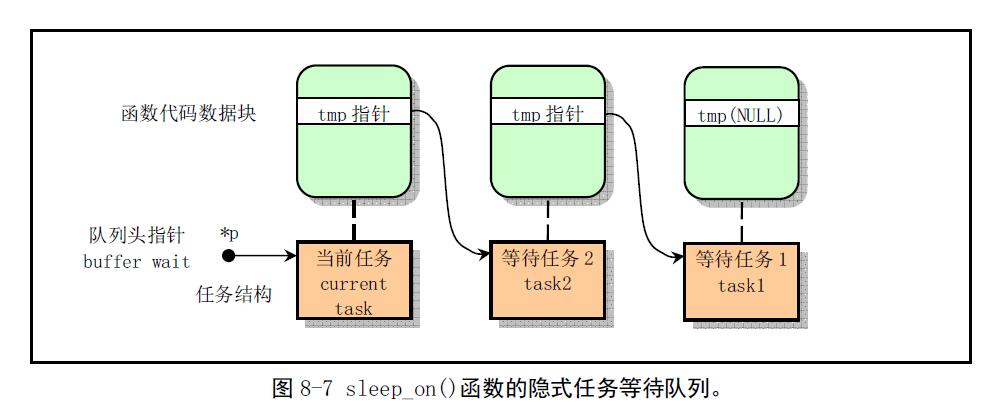 函数代码数据块
tmp 指针
tmp 指针
tmp(NULL)
队列头指针
buffer wait
*p
任务结构
当前任务
current
task
等待任务 2
task2
等待任务 1
task1
图 8-7 sleep_on()函数的隐式任务等待队列。